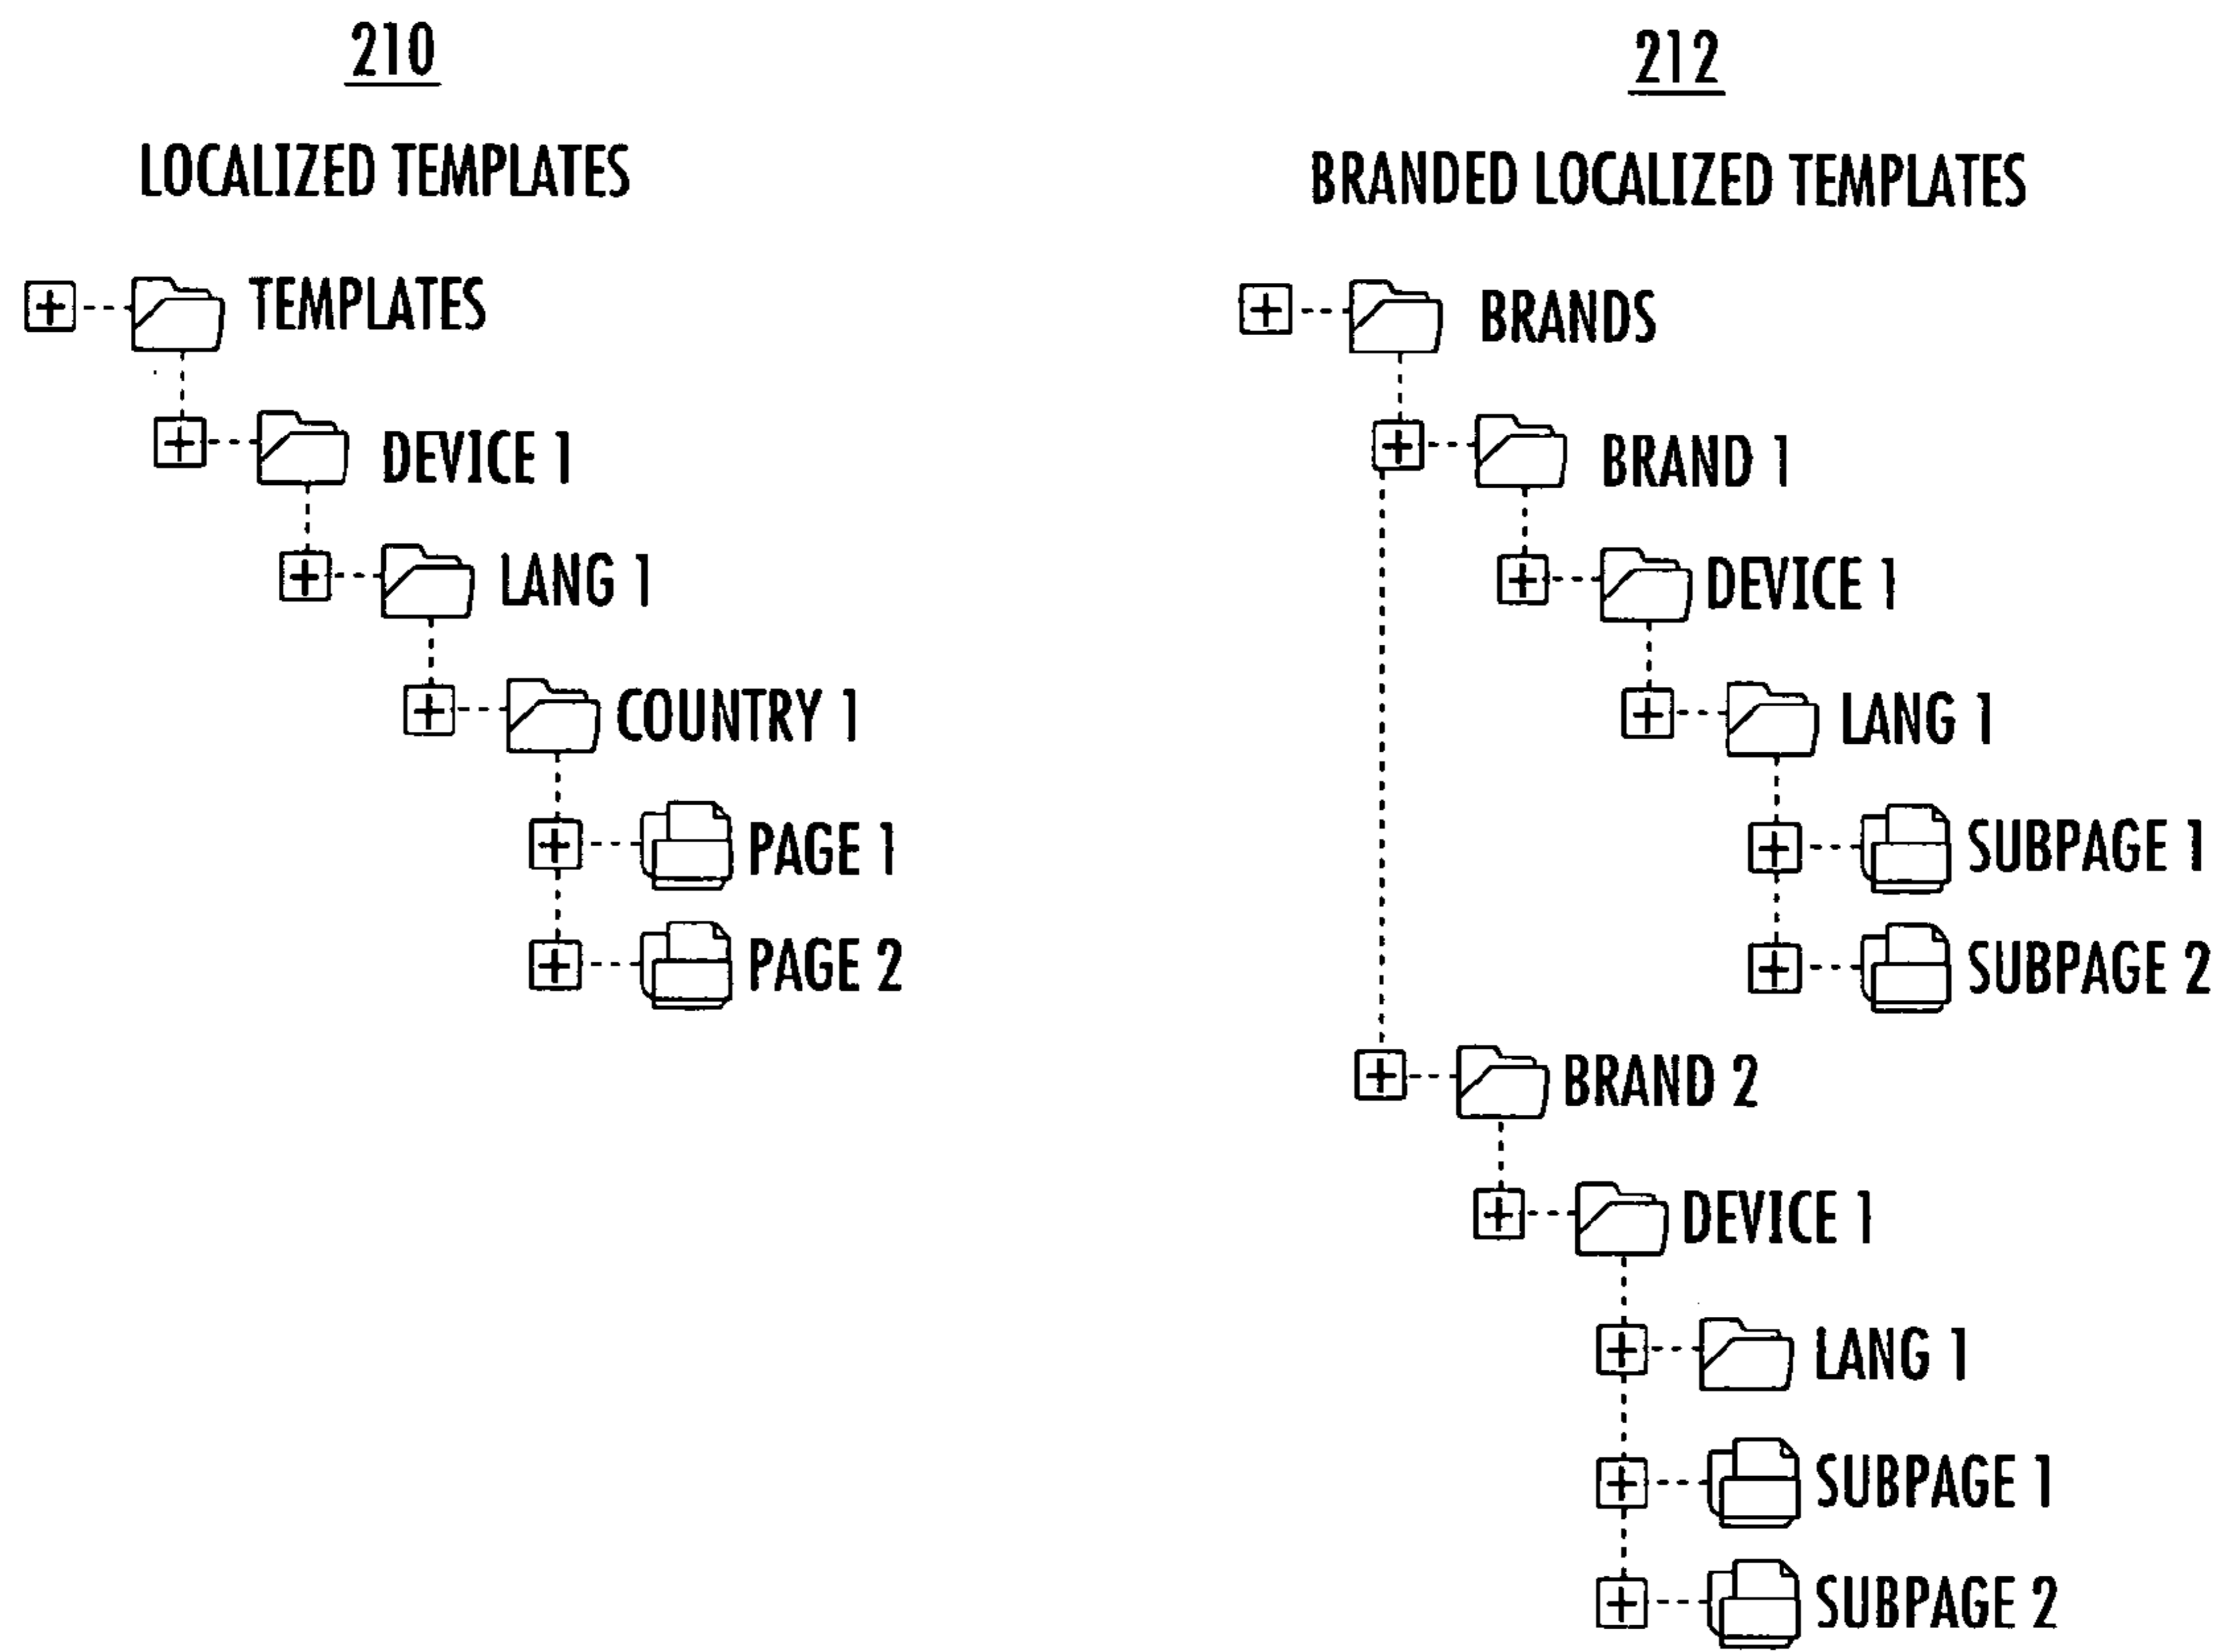 210
LOCALIZED TEMPLATES
TEMPLATES
DEVICE 1
LANG 1
COUNTRY 1
PAGE 1
PAGE 2
212
BRANDED LOCALIZED TEMPLATES
BRANDS
BRAND 1
DEVICE 1
LANG 1
SUBPAGE 1
SUBPAGE 2
BRAND 2
DEVICE 1
LANG 1
SUBPAGE 1
SUBPAGE 2